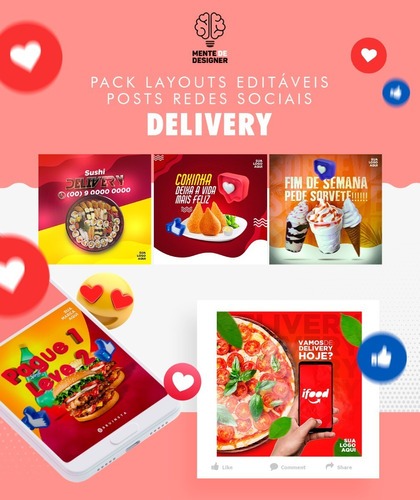 MENTE DE
DESIGNER
PACK LAYOUTS EDITÁVEIS
POSTS REDES SOCIAIS
DELIVERY
Sushi
DELIVERY
(00) 9 0000 0000
SUA
LOGO
AQUI
COXINHA
DEIXA A VIDA
MAIS FELIZ
SUA
LOGO
AQUI
FIM DE SEMANA
PEDE SORVETE!!!!!!
SUA
LOGO
AQUI
Pague 1
Leve 2
DELIVERY
VAMOS DE
DELIVERY
HOJE?
ifood
SUA
LOGO
AQUI
Like
Comment
Share